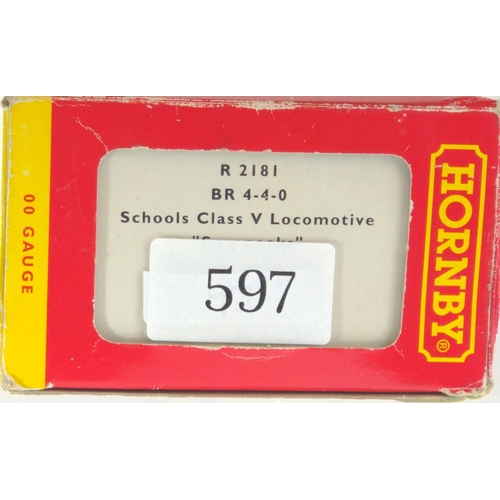 00 GAUGE
R 2181
BR 4-4-0
Schools Class V Locomotive
597
HORNBY®